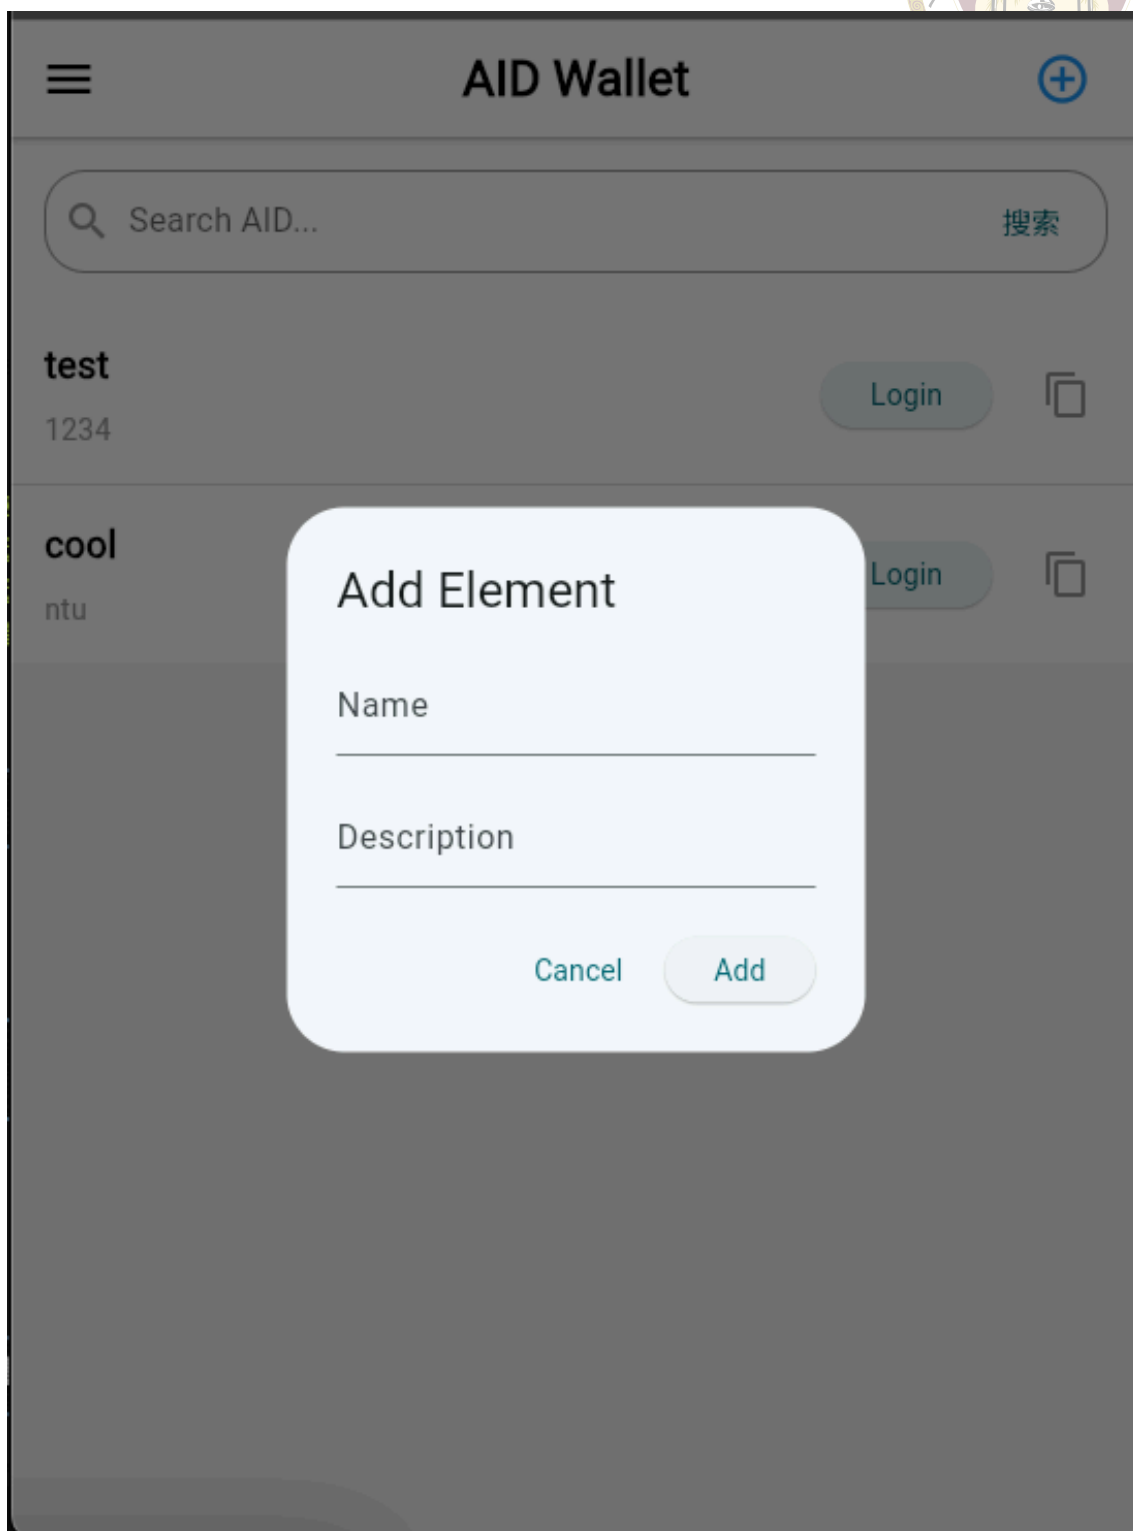 AID Wallet
Search AID...
搜索
test
Login
1234
cool
Login
ntu
Add Element
Name
Description
Cancel
Add